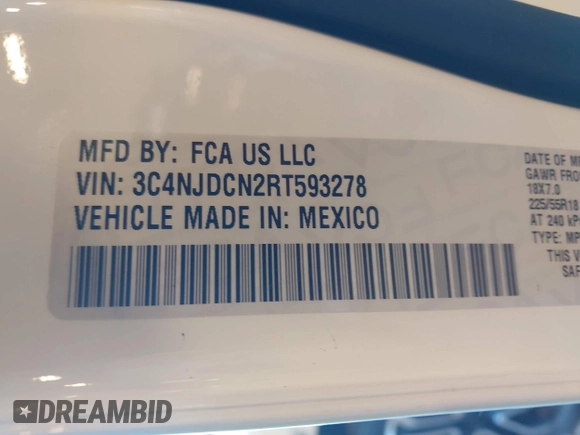 MFD BY: FCA US LLC
VIN: 3C4NJDCN2RT593278
VEHICLE MADE IN: MEXICO
DATE OF M
GAWR FRO
18X7.0
225/55R18
AT 240 kP
TYPE: MP
THIS V
SAF
DREAMBID